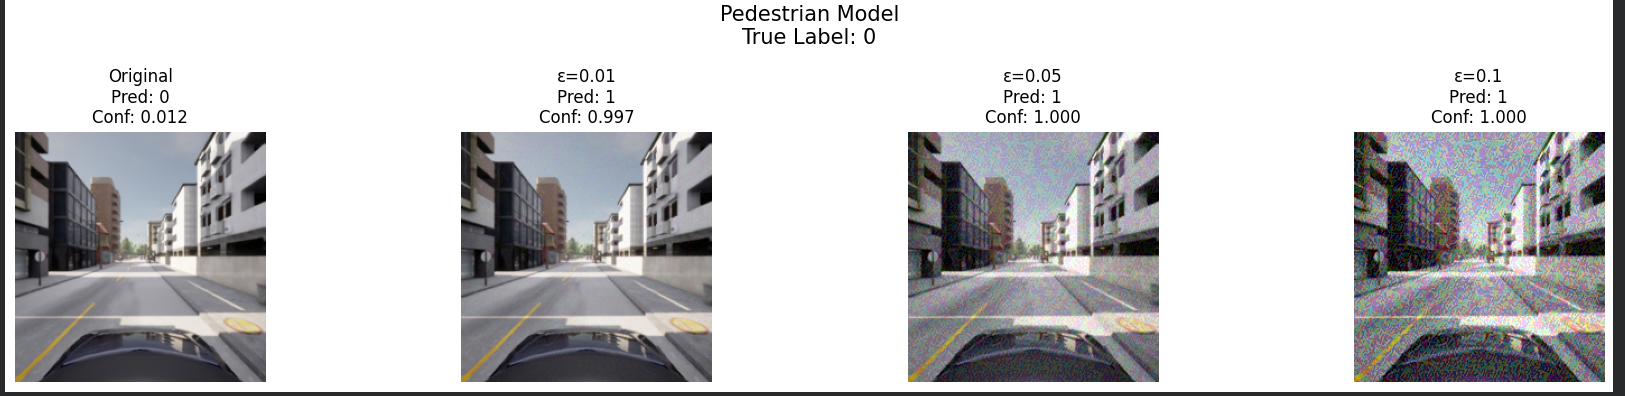 Pedestrian Model
True Label: 0
Original
Pred: 0
Conf: 0.012
ε=0.01
Pred: 1
Conf: 0.997
ε=0.05
Pred: 1
Conf: 1.000
ε=0.1
Pred: 1
Conf: 1.000